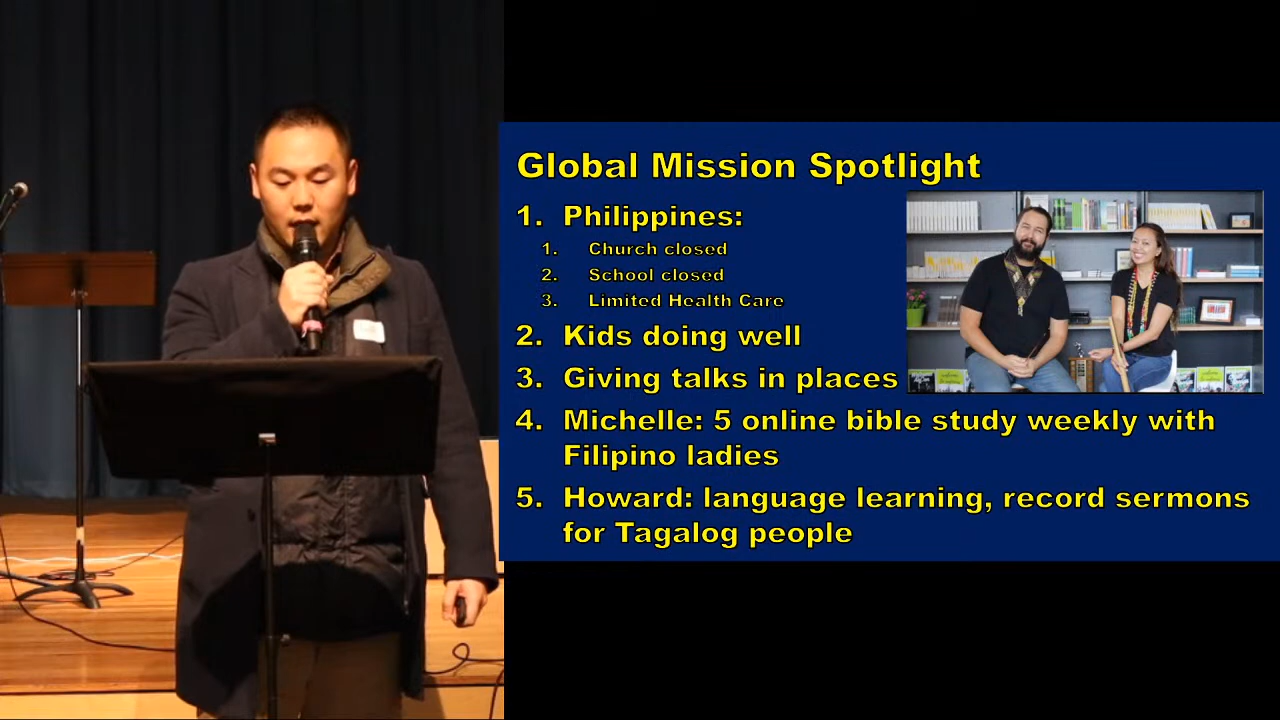 Global Mission Spotlight
1. Philippines:
1. Church closed
2. School closed
3. Limited Health Care
2. Kids doing well
3. Giving talks in places
4. Michelle: 5 online bible study weekly with
Filipino ladies
5. Howard: language learning, record sermons
for Tagalog people